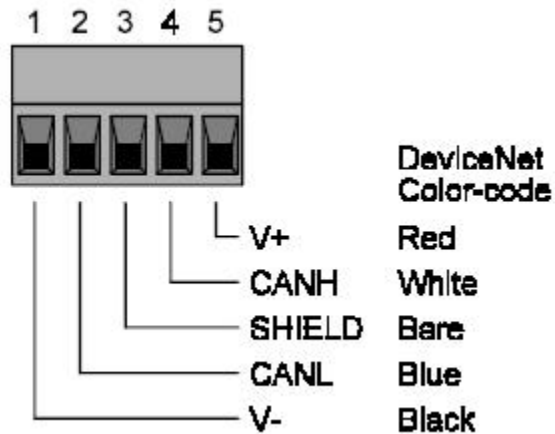 1 2 3 4 5
DeviceNet
Color-code
V+ Red
CANH White
SHIELD Bare
CANL Blue
V- Black